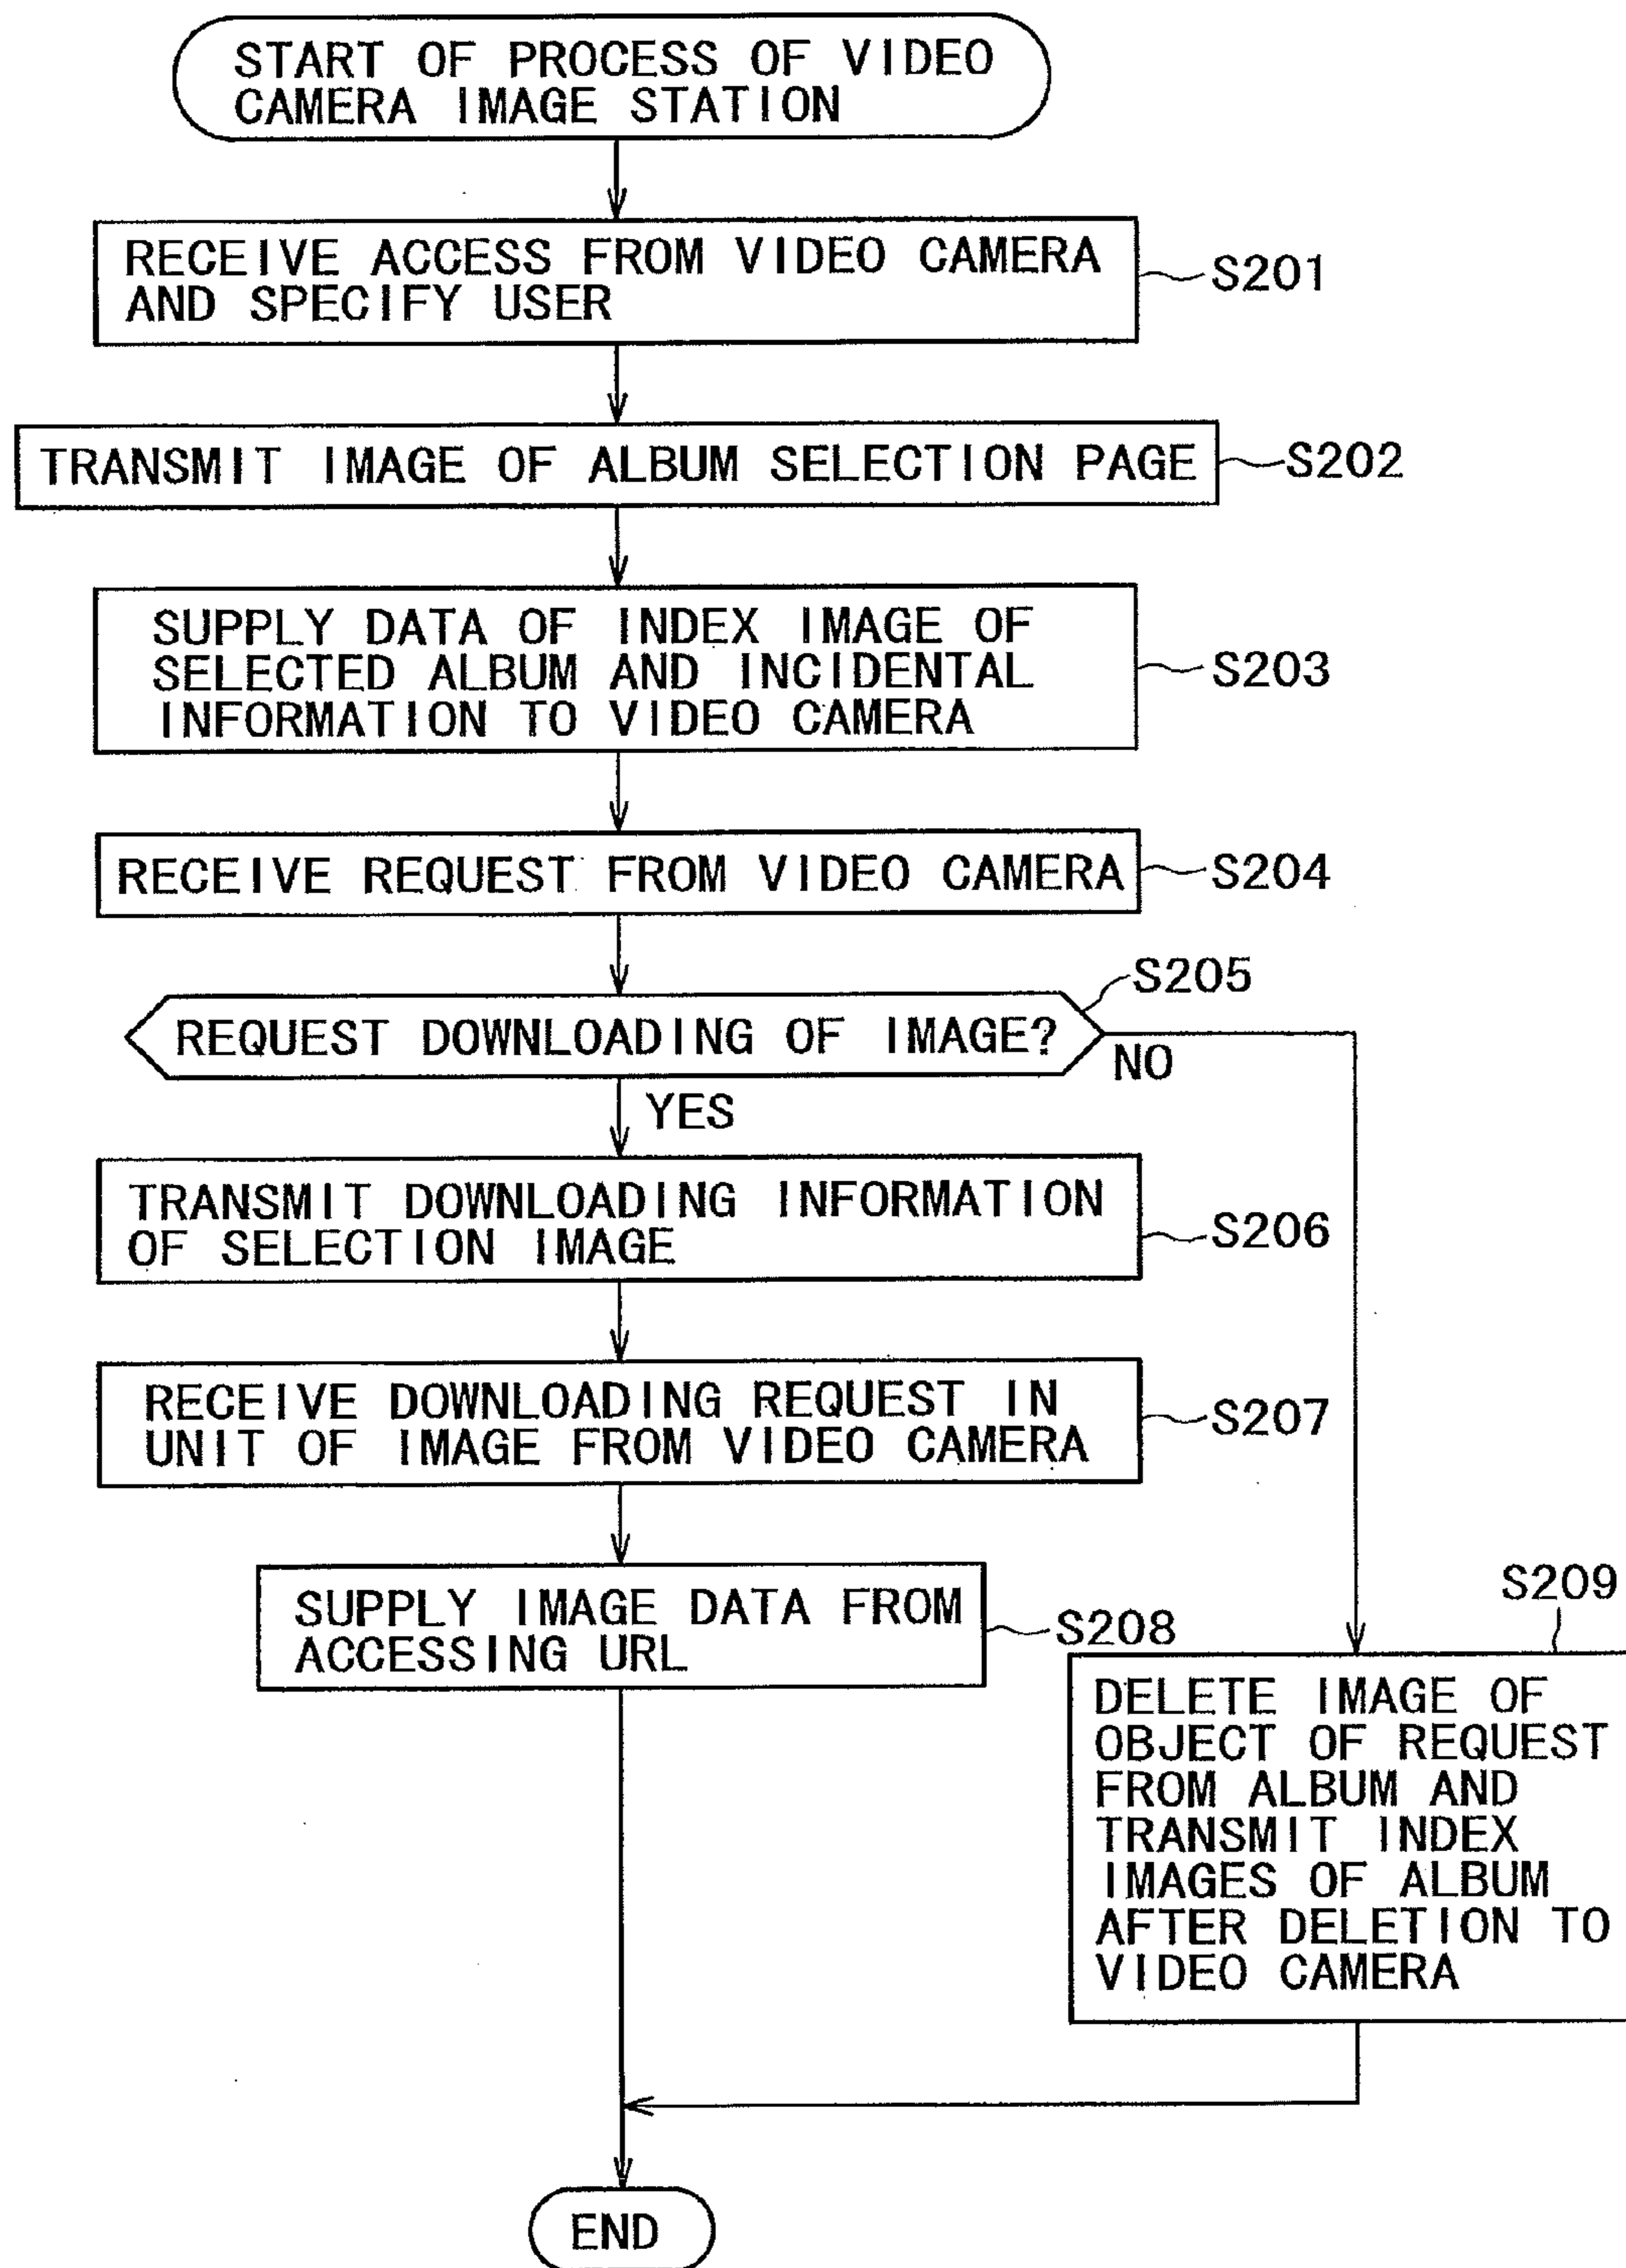 START OF PROCESS OF VIDEO
CAMERA IMAGE STATION
RECEIVE ACCESS FROM VIDEO CAMERA
AND SPECIFY USER
S201
TRANSMIT IMAGE OF ALBUM SELECTION PAGE
S202
SUPPLY DATA OF INDEX IMAGE OF
SELECTED ALBUM AND INCIDENTAL
INFORMATION TO VIDEO CAMERA
S203
RECEIVE REQUEST FROM VIDEO CAMERA
S204
S205
REQUEST DOWNLOADING OF IMAGE?
NO
YES
TRANSMIT DOWNLOADING INFORMATION
OF SELECTION IMAGE
S206
RECEIVE DOWNLOADING REQUEST IN
UNIT OF IMAGE FROM VIDEO CAMERA
S207
SUPPLY IMAGE DATA FROM
ACCESSING URL
S208
S209
DELETE IMAGE OF
OBJECT OF REQUEST
FROM ALBUM AND
TRANSMIT INDEX
IMAGES OF ALBUM
AFTER DELETION TO
VIDEO CAMERA
END